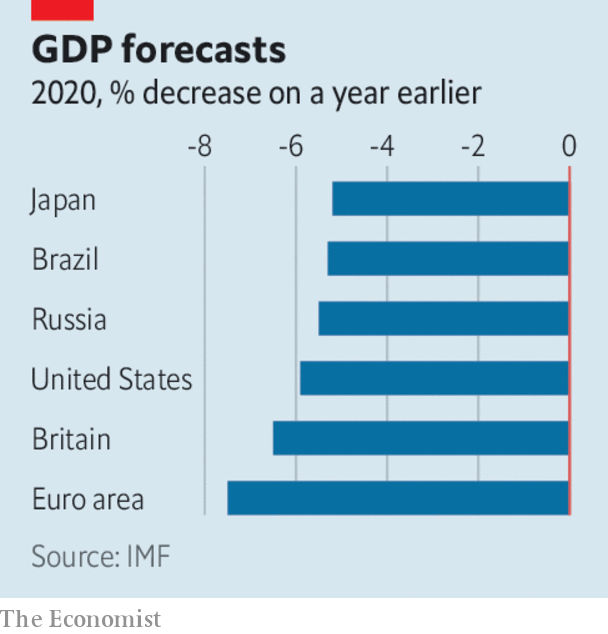 GDP forecasts
2020, % decrease on a year earlier
-8 -6 -4 -2 0
Japan
Brazil
Russia
United States
Britain
Euro area
Source: IMF
The Economist